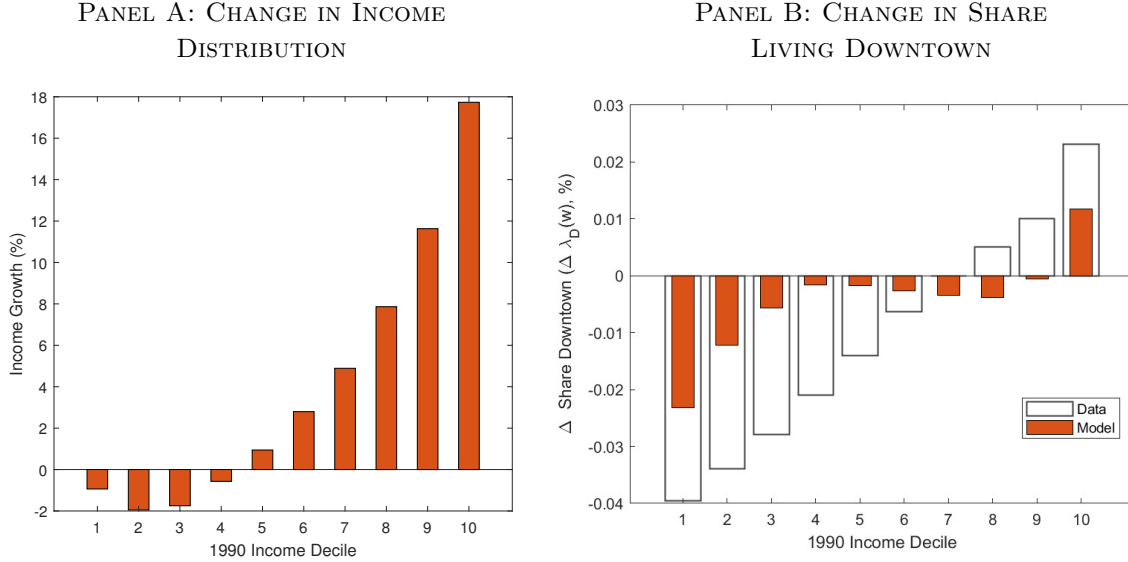 PANEL A: CHANGE IN INCOME
DISTRIBUTION
18
16
14
12
10
8
6
4
2
0
-2
Income Growth (%)
1 2 3 4 5 6 7 8 9 10
1990 Income Decile
PANEL B: CHANGE IN SHARE
LIVING DOWNTOWN
0.03
0.02
0.01
0
-0.01
-0.02
-0.03
-0.04
Δ Share Downtown (Δ λ_D(w), %)
Data
Model
1 2 3 4 5 6 7 8 9 10
1990 Income Decile